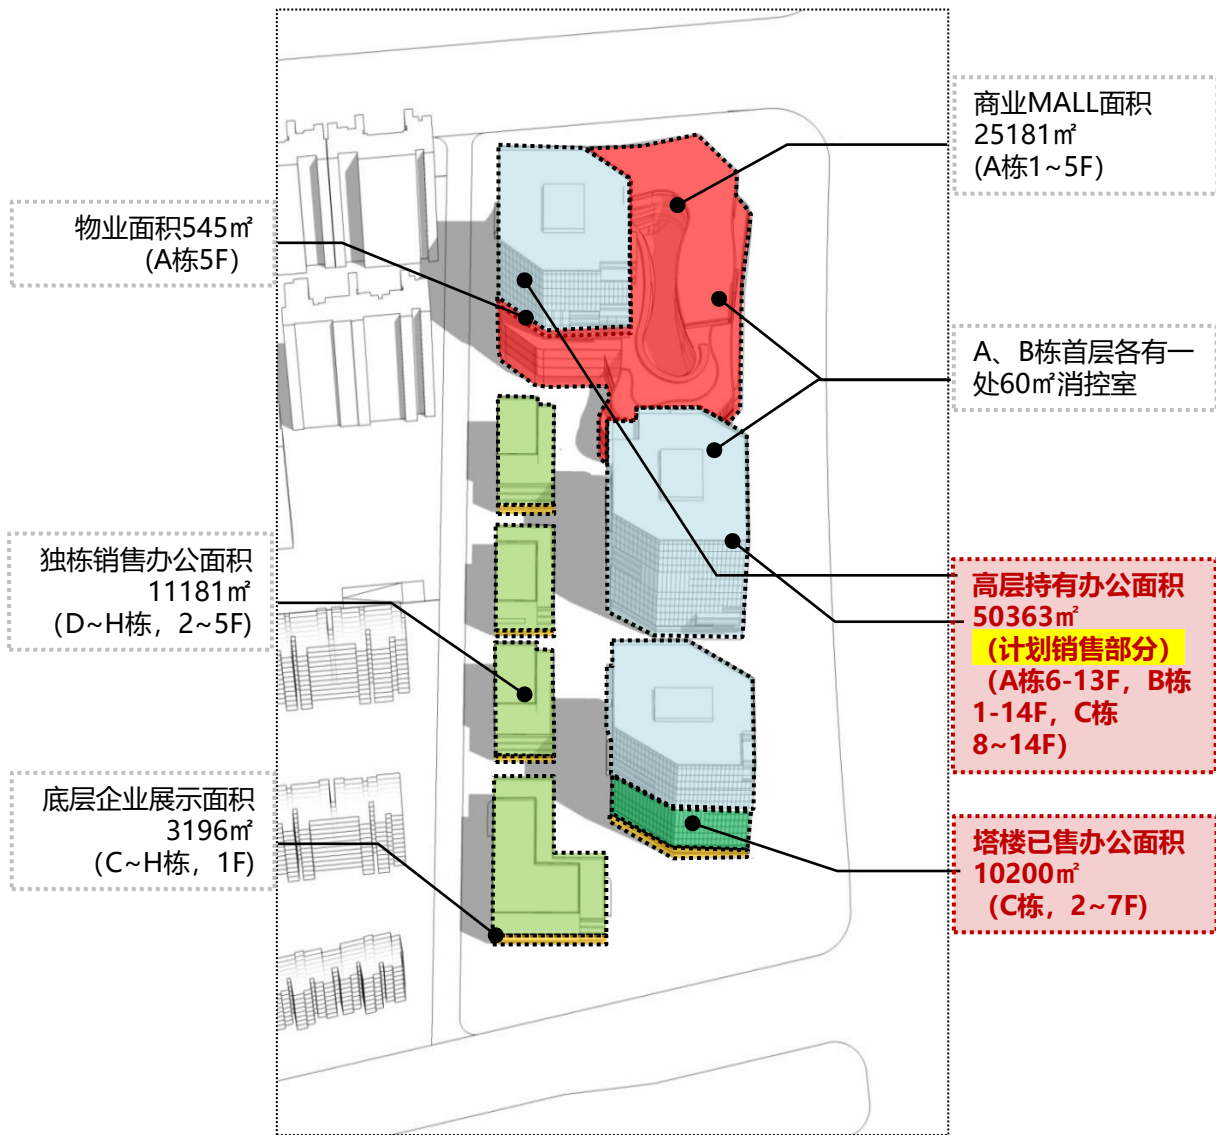 商业MALL面积
25181㎡
(A栋1~5F)
物业面积545㎡
(A栋5F)
A、B栋首层各有一
处60㎡消控室
独栋销售办公面积
11181㎡
(D~H栋，2~5F)
高层持有办公面积
50363㎡
(计划销售部分)
(A栋6-13F，B栋
1-14F，C栋
8~14F)
底层企业展示面积
3196㎡
(C~H栋，1F)
塔楼已售办公面积
10200㎡
(C栋，2~7F)